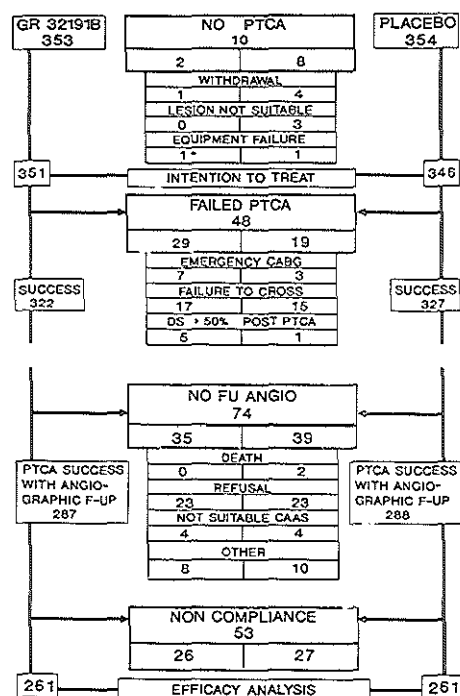 GR 32191B
353
NO PTCA
10
PLACEBO
354
2 8
WITHDRAWAL
1 4
LESION NOT SUITABLE
0 3
EQUIPMENT FAILURE
1* 1
351 INTENTION TO TREAT 346
FAILED PTCA
48
29 19
EMERGENCY CABG
7 3
FAILURE TO CROSS
17 15
DS > 50% POST PTCA
5 1
SUCCESS
322
SUCCESS
327
NO FU ANGIO
74
35 39
DEATH
0 2
REFUSAL
23 23
NOT SUITABLE CAAS
4 4
OTHER
8 10
PTCA SUCCESS
WITH ANGIO-
GRAPHIC F-UP
287
PTCA SUCCESS
WITH ANGIO-
GRAPHIC F-UP
288
NON COMPLIANCE
53
26 27
261 EFFICACY ANALYSIS 261